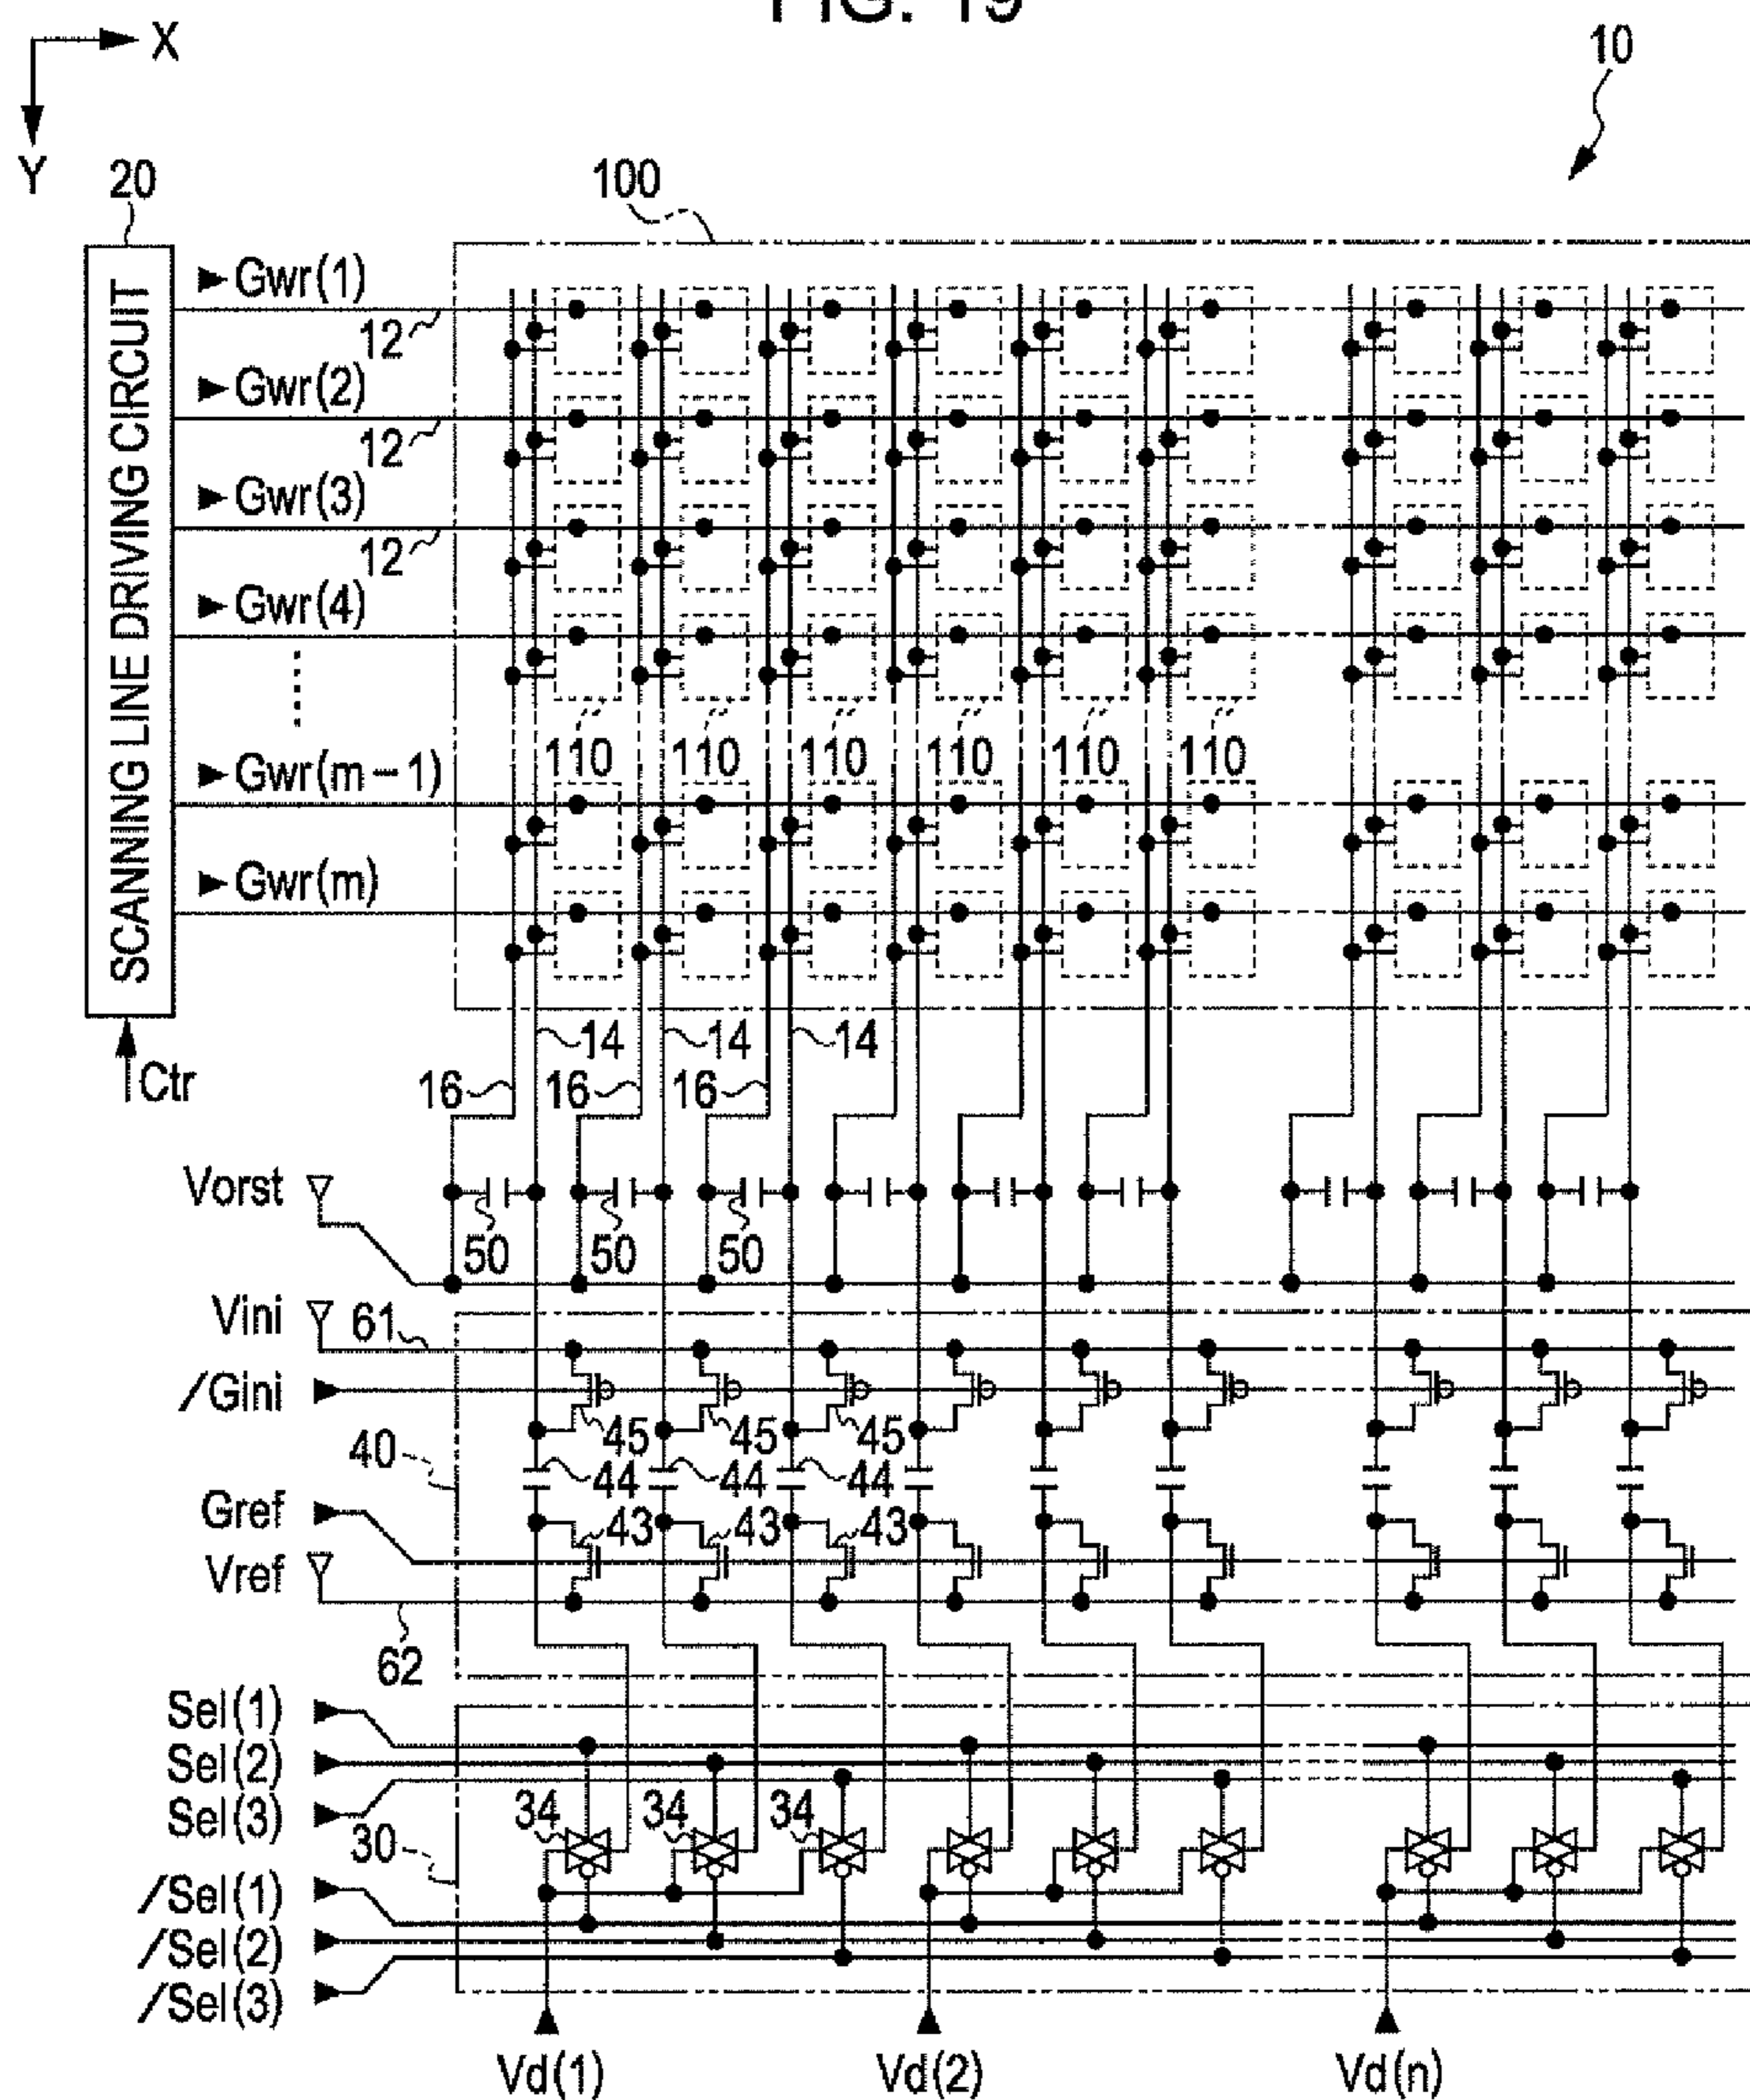 FIG. 19
X
Y
10
20
100
SCANNING LINE DRIVING CIRCUIT
Gwr(1)
12
Gwr(2)
12
Gwr(3)
12
Gwr(4)
110 110 110 110 110 110
Gwr(m-1)
Gwr(m)
14 14 14
Ctr
16 16 16
Vorst
50 50 50
Vini
61
/Gini
45 45 45
40
44 44 44
Gref
43 43 43
Vref
62
Sel(1)
Sel(2)
Sel(3)
34 34 34
30
/Sel(1)
/Sel(2)
/Sel(3)
Vd(1) Vd(2) Vd(n)